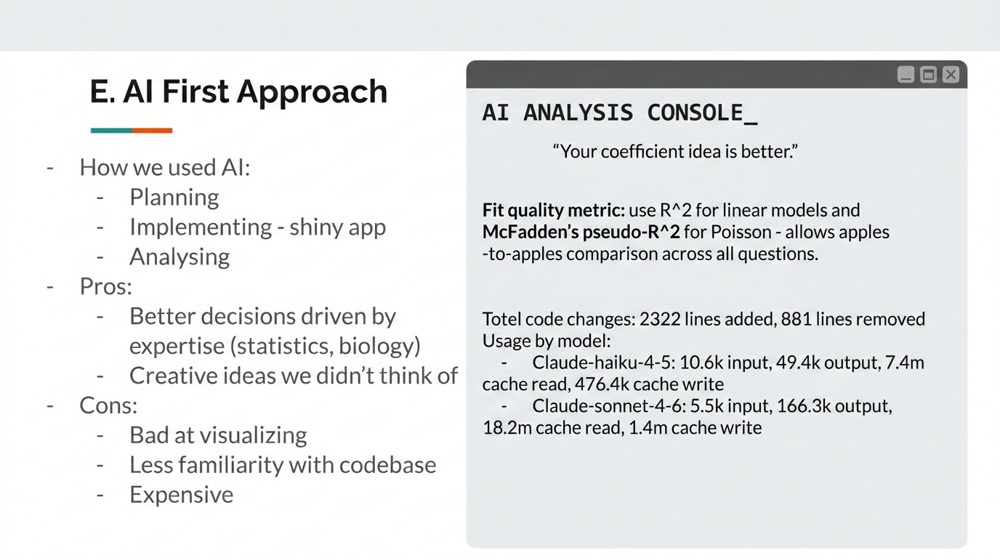 E. AI First Approach
- How we used AI:
- Planning
- Implementing - shiny app
- Analysing
- Pros:
- Better decisions driven by
expertise (statistics, biology)
- Creative ideas we didn’t think of
- Cons:
- Bad at visualizing
- Less familiarity with codebase
- Expensive
AI ANALYSIS CONSOLE_
“Your coefficient idea is better.”
Fit quality metric: use R^2 for linear models and
McFadden’s pseudo-R^2 for Poisson - allows apples
-to-apples comparison across all questions.
Totel code changes: 2322 lines added, 881 lines removed
Usage by model:
- Claude-haiku-4-5: 10.6k input, 49.4k output, 7.4m
cache read, 476.4k cache write
- Claude-sonnet-4-6: 5.5k input, 166.3k output,
18.2m cache read, 1.4m cache write